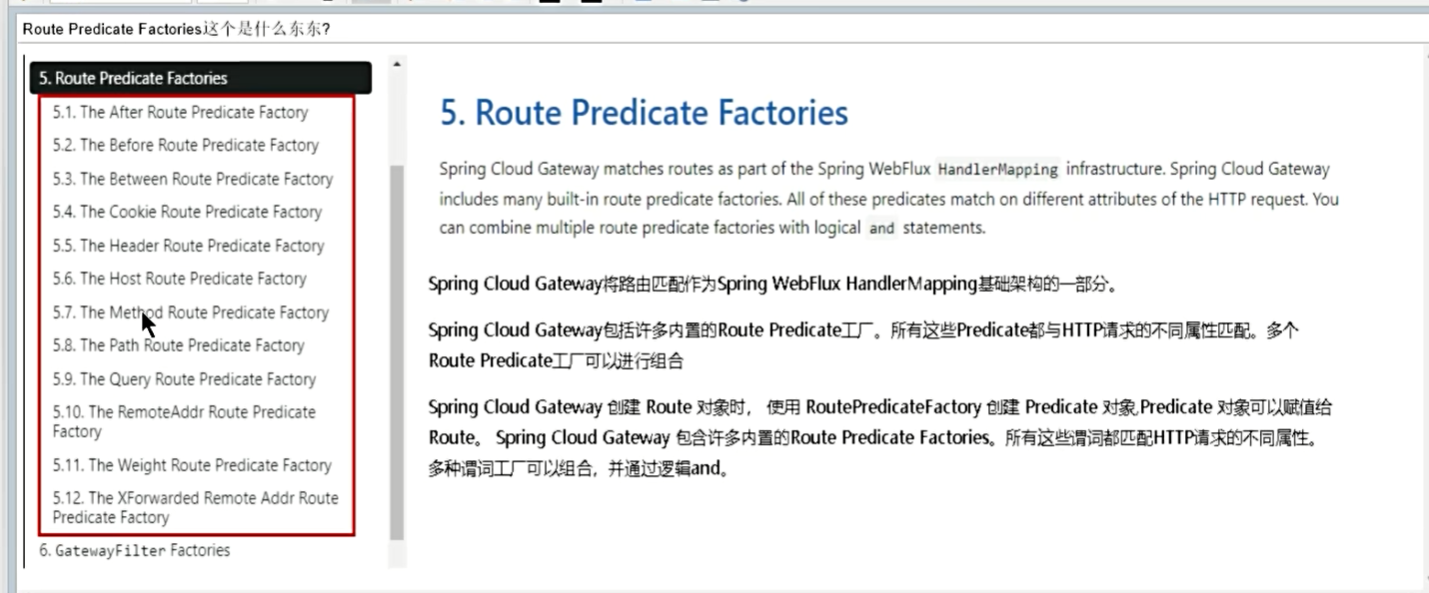 Route Predicate Factories这个是什么东东?
5. Route Predicate Factories
5.1. The After Route Predicate Factory
5.2. The Before Route Predicate Factory
5.3. The Between Route Predicate Factory
5.4. The Cookie Route Predicate Factory
5.5. The Header Route Predicate Factory
5.6. The Host Route Predicate Factory
5.7. The Method Route Predicate Factory
5.8. The Path Route Predicate Factory
5.9. The Query Route Predicate Factory
5.10. The RemoteAddr Route Predicate
Factory
5.11. The Weight Route Predicate Factory
5.12. The XForwarded Remote Addr Route
Predicate Factory
6. GatewayFilter Factories
5. Route Predicate Factories
Spring Cloud Gateway matches routes as part of the Spring WebFlux HandlerMapping infrastructure. Spring Cloud Gateway
includes many built-in route predicate factories. All of these predicates match on different attributes of the HTTP request. You
can combine multiple route predicate factories with logical and statements.
Spring Cloud Gateway将路由匹配作为Spring WebFlux HandlerMapping基础架构的一部分。
Spring Cloud Gateway包括许多内置的Route Predicate工厂。所有这些Predicate都与HTTP请求的不同属性匹配。多个
Route Predicate工厂可以进行组合
Spring Cloud Gateway 创建 Route 对象时， 使用 RoutePredicateFactory 创建 Predicate 对象,Predicate 对象可以赋值给
Route。 Spring Cloud Gateway 包含许多内置的Route Predicate Factories。所有这些谓词都匹配HTTP请求的不同属性。
多种谓词工厂可以组合，并通过逻辑and。